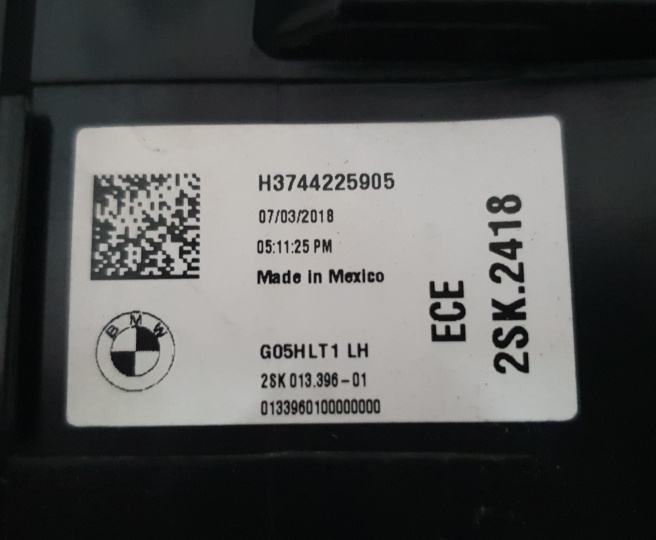 H3744225905
07/03/2018
05:11:25 PM
Made in Mexico
BMW
G05HLT1 LH
2SK 013.396-01
0133960100000000
ECE
2SK.2418